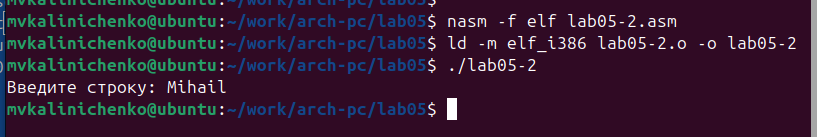 mvkalinichenko@ubuntu:~/work/arch-pc/lab05$ nasm -f elf lab05-2.asm
mvkalinichenko@ubuntu:~/work/arch-pc/lab05$ ld -m elf_i386 lab05-2.o -o lab05-2
mvkalinichenko@ubuntu:~/work/arch-pc/lab05$ ./lab05-2
Введите строку: Mihail
mvkalinichenko@ubuntu:~/work/arch-pc/lab05$